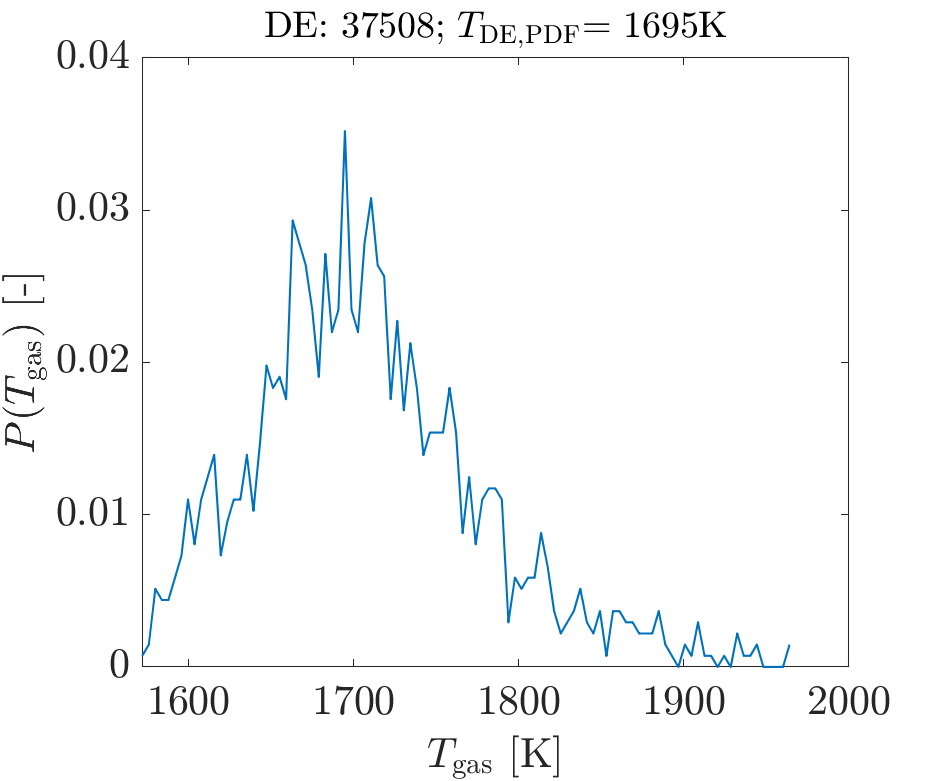 DE: 37508; T_DE,PDF= 1695K
0.04
0.03
0.02
0.01
0
P(T_gas) [-]
1600 1700 1800 1900 2000
T_gas [K]